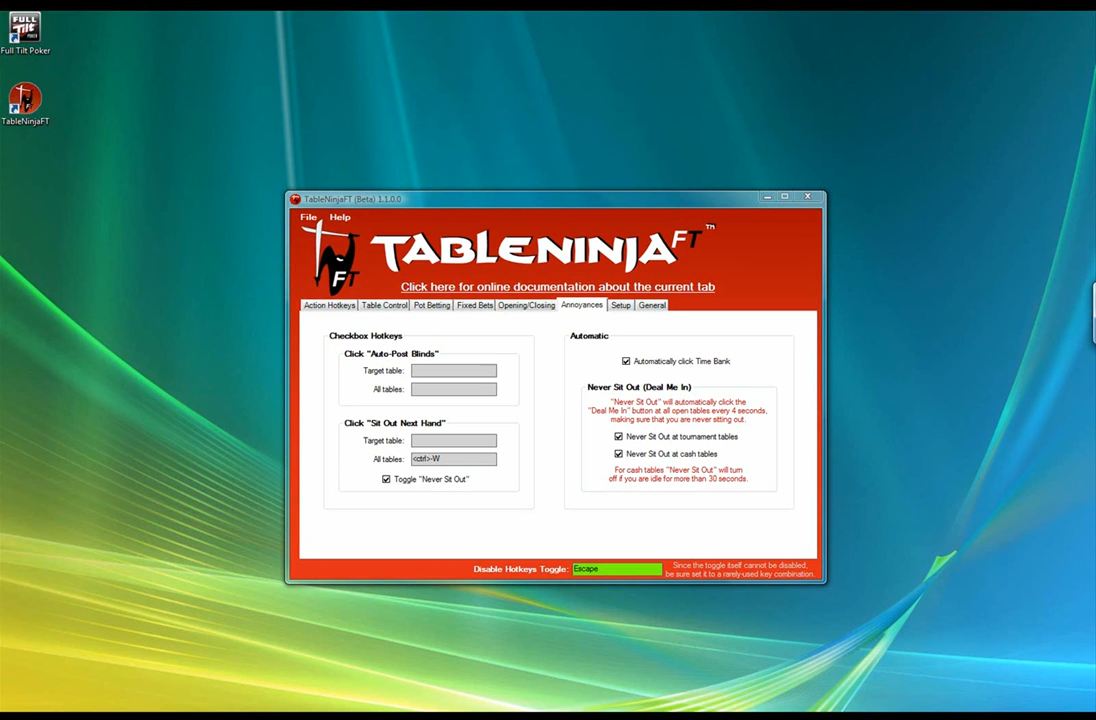 FULL
TiLT
POKER
Full Tilt Poker
TableNinjaFT
TableNinjaFT (Beta) 1.1.0.0
File Help
FT
TABLENINJAFT™
Click here for online documentation about the current tab
Action Hotkeys Table Control Pot Betting Fixed Bets Opening/Closing Annoyances Setup General
Checkbox Hotkeys
Click "Auto-Post Blinds"
Target table:
All tables:
Click "Sit Out Next Hand"
Target table:
All tables: <ctrl>-W
Toggle "Never Sit Out"
Automatic
Automatically click Time Bank
Never Sit Out (Deal Me In)
"Never Sit Out" will automatically click the
"Deal Me In" button at all open tables every 4 seconds,
making sure that you are never sitting out.
Never Sit Out at tournament tables
Never Sit Out at cash tables
For cash tables "Never Sit Out" will turn
off if you are idle for more than 30 seconds.
Disable Hotkeys Toggle: Escape
Since the toggle itself cannot be disabled,
be sure set it to a rarely-used key combination.